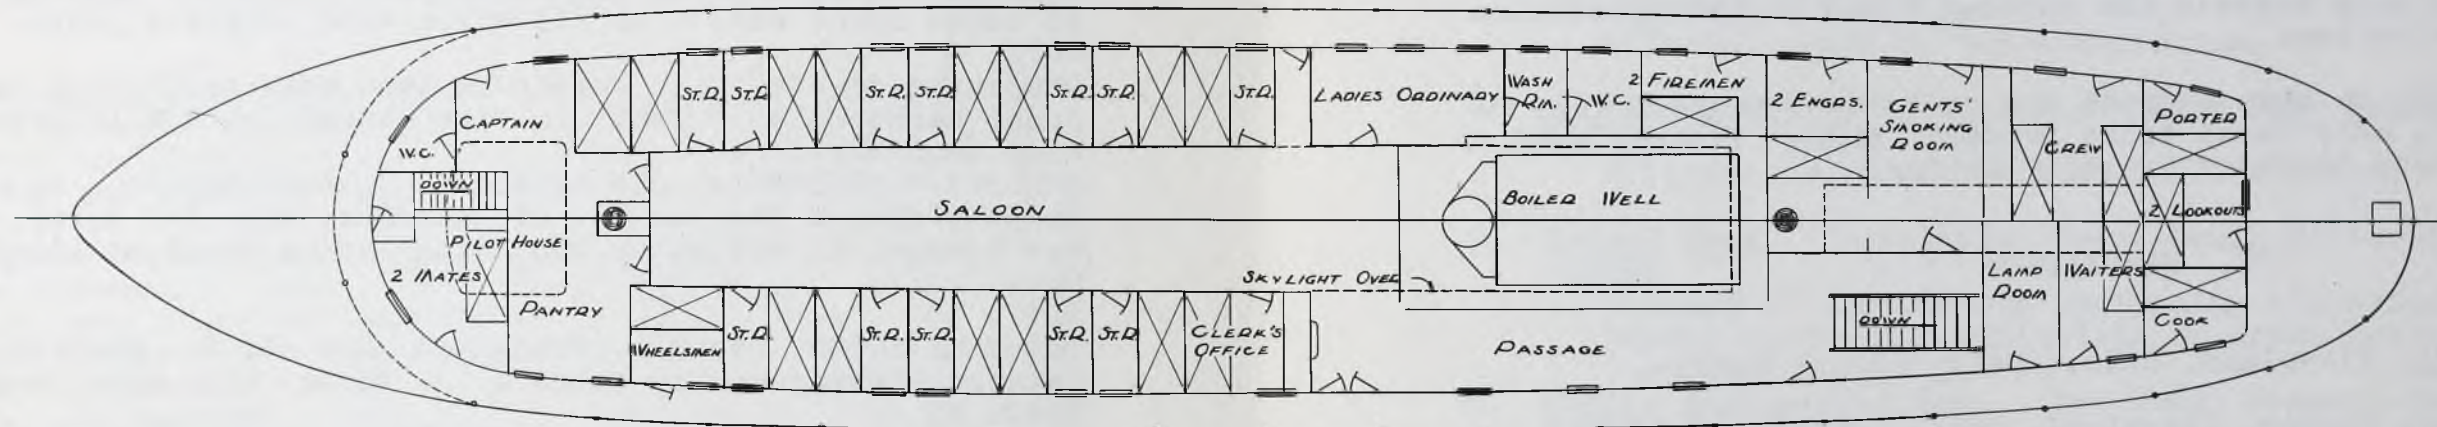 ST.R. ST.R. ST.R. ST.R. ST.R. ST.R. ST.R. LADIES ORDINARY WASH RM. W.C. 2 FIREMEN 2 ENGRS. GENTS' SMOKING ROOM CREW PORTER
CAPTAIN
W.C.
DOWN
SALOON
BOILER WELL
2 LOOKOUTS
PILOT HOUSE
2 MATES
PANTRY
SKYLIGHT OVER
LAMP ROOM
WAITERS
WHEELSMEN
ST.R. ST.R. ST.R. ST.R. ST.R.
CLERK'S OFFICE
PASSAGE
DOWN
COOK